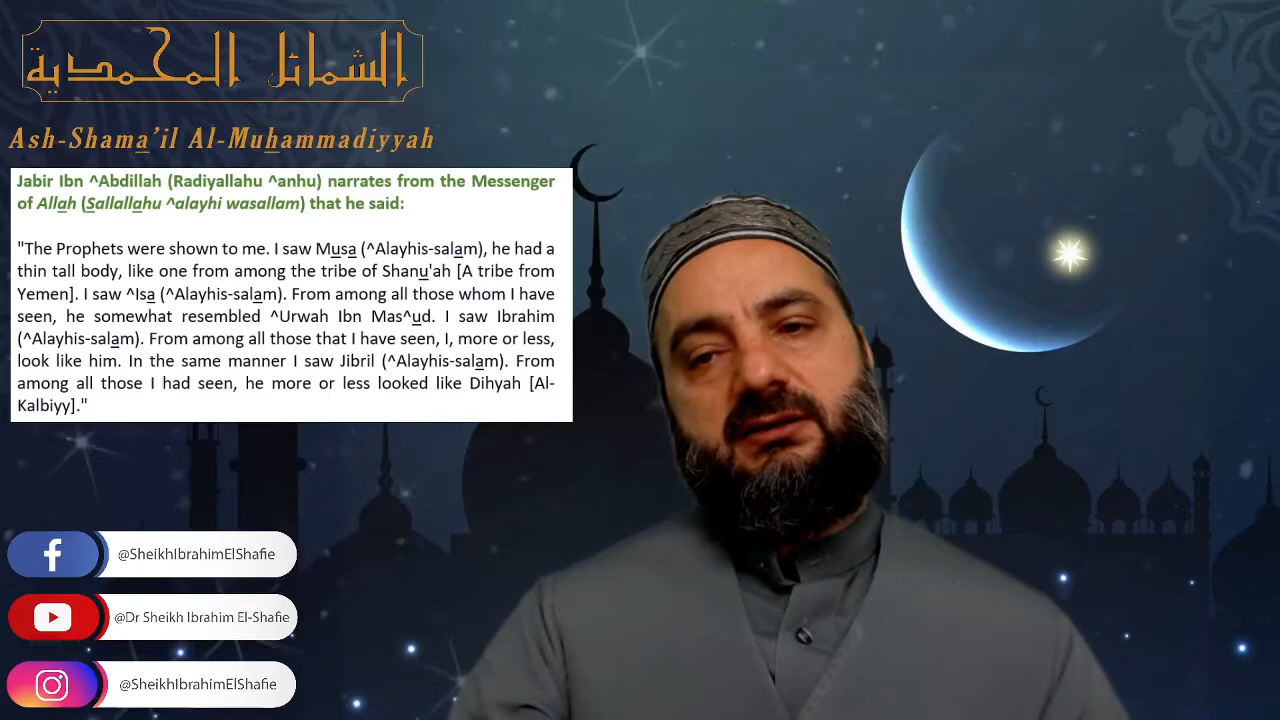 الشمائل المحمدية
Ash-Shama'il Al-Muhammadiyyah
Jabir Ibn ^Abdillah (Radiyallahu ^anhu) narrates from the Messenger
of Allah (Sallallahu ^alayhi wasallam) that he said:
"The Prophets were shown to me. I saw Musa (^Alayhis-salam), he had a
thin tall body, like one from among the tribe of Shanu'ah [A tribe from
Yemen]. I saw ^Isa (^Alayhis-salam). From among all those whom I have
seen, he somewhat resembled ^Urwah Ibn Mas^ud. I saw Ibrahim
(^Alayhis-salam). From among all those that I have seen, I, more or less,
look like him. In the same manner I saw Jibril (^Alayhis-salam). From
among all those I had seen, he more or less looked like Dihyah [Al-
Kalbiyy]."
@SheikhIbrahimElShafie
@Dr Sheikh Ibrahim El-Shafie
@SheikhIbrahimElShafie